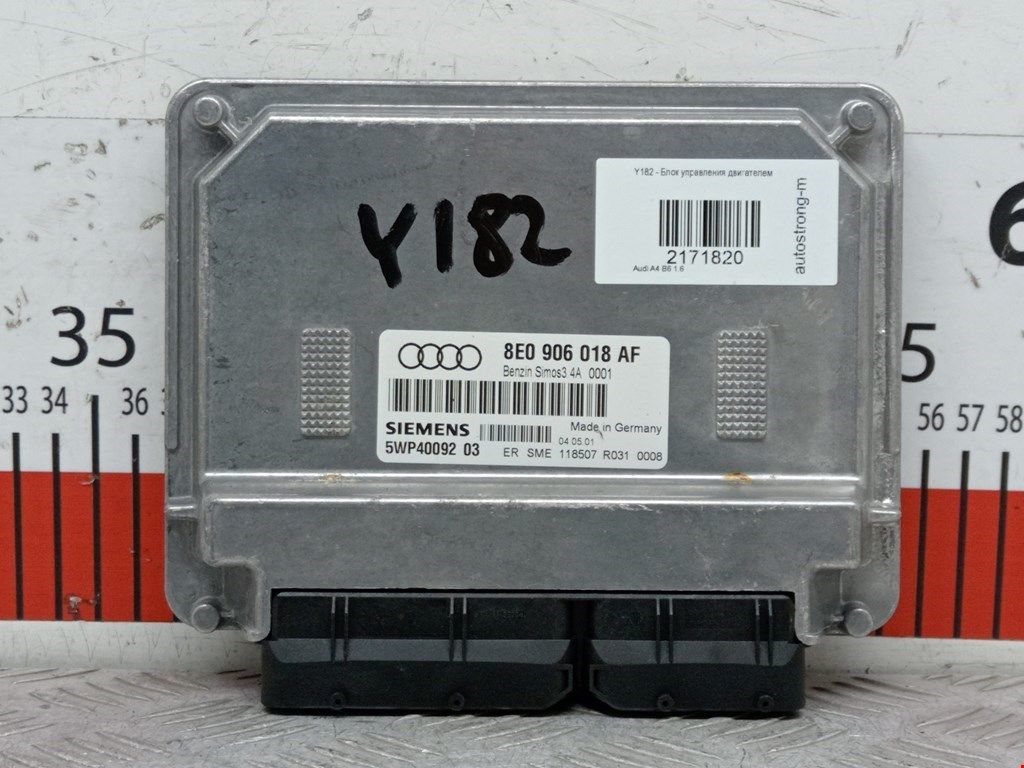 Y182 - Блок управления двигателем
2171820
Audi A4 B6 1.6
autostrong-m
Y182
8E0 906 018 AF
Benzin Simos3.4A 0001
SIEMENS
Made in Germany
04.05.01
5WP40092 03
ER SME 118507 R031 0008
35
33 34 36
5
56 57 58